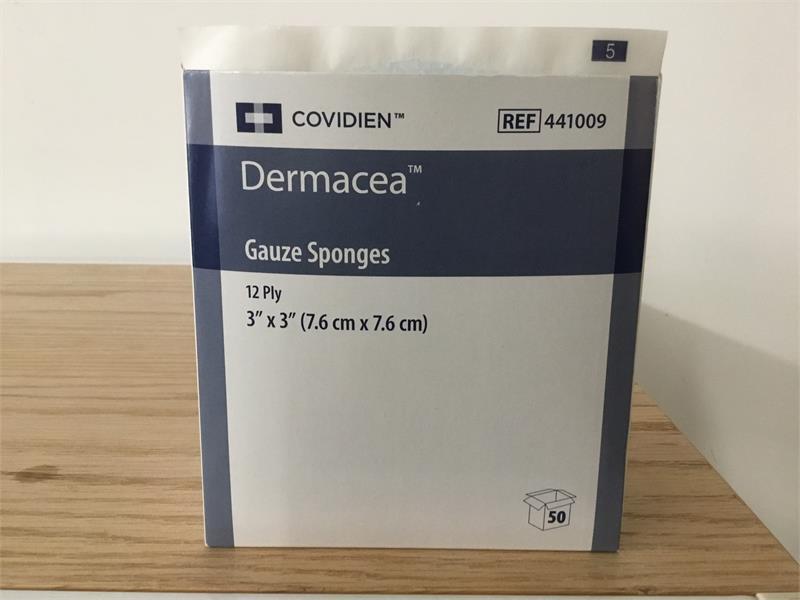 5
COVIDIEN™
REF 441009
Dermacea™
Gauze Sponges
12 Ply
3” x 3” (7.6 cm x 7.6 cm)
50